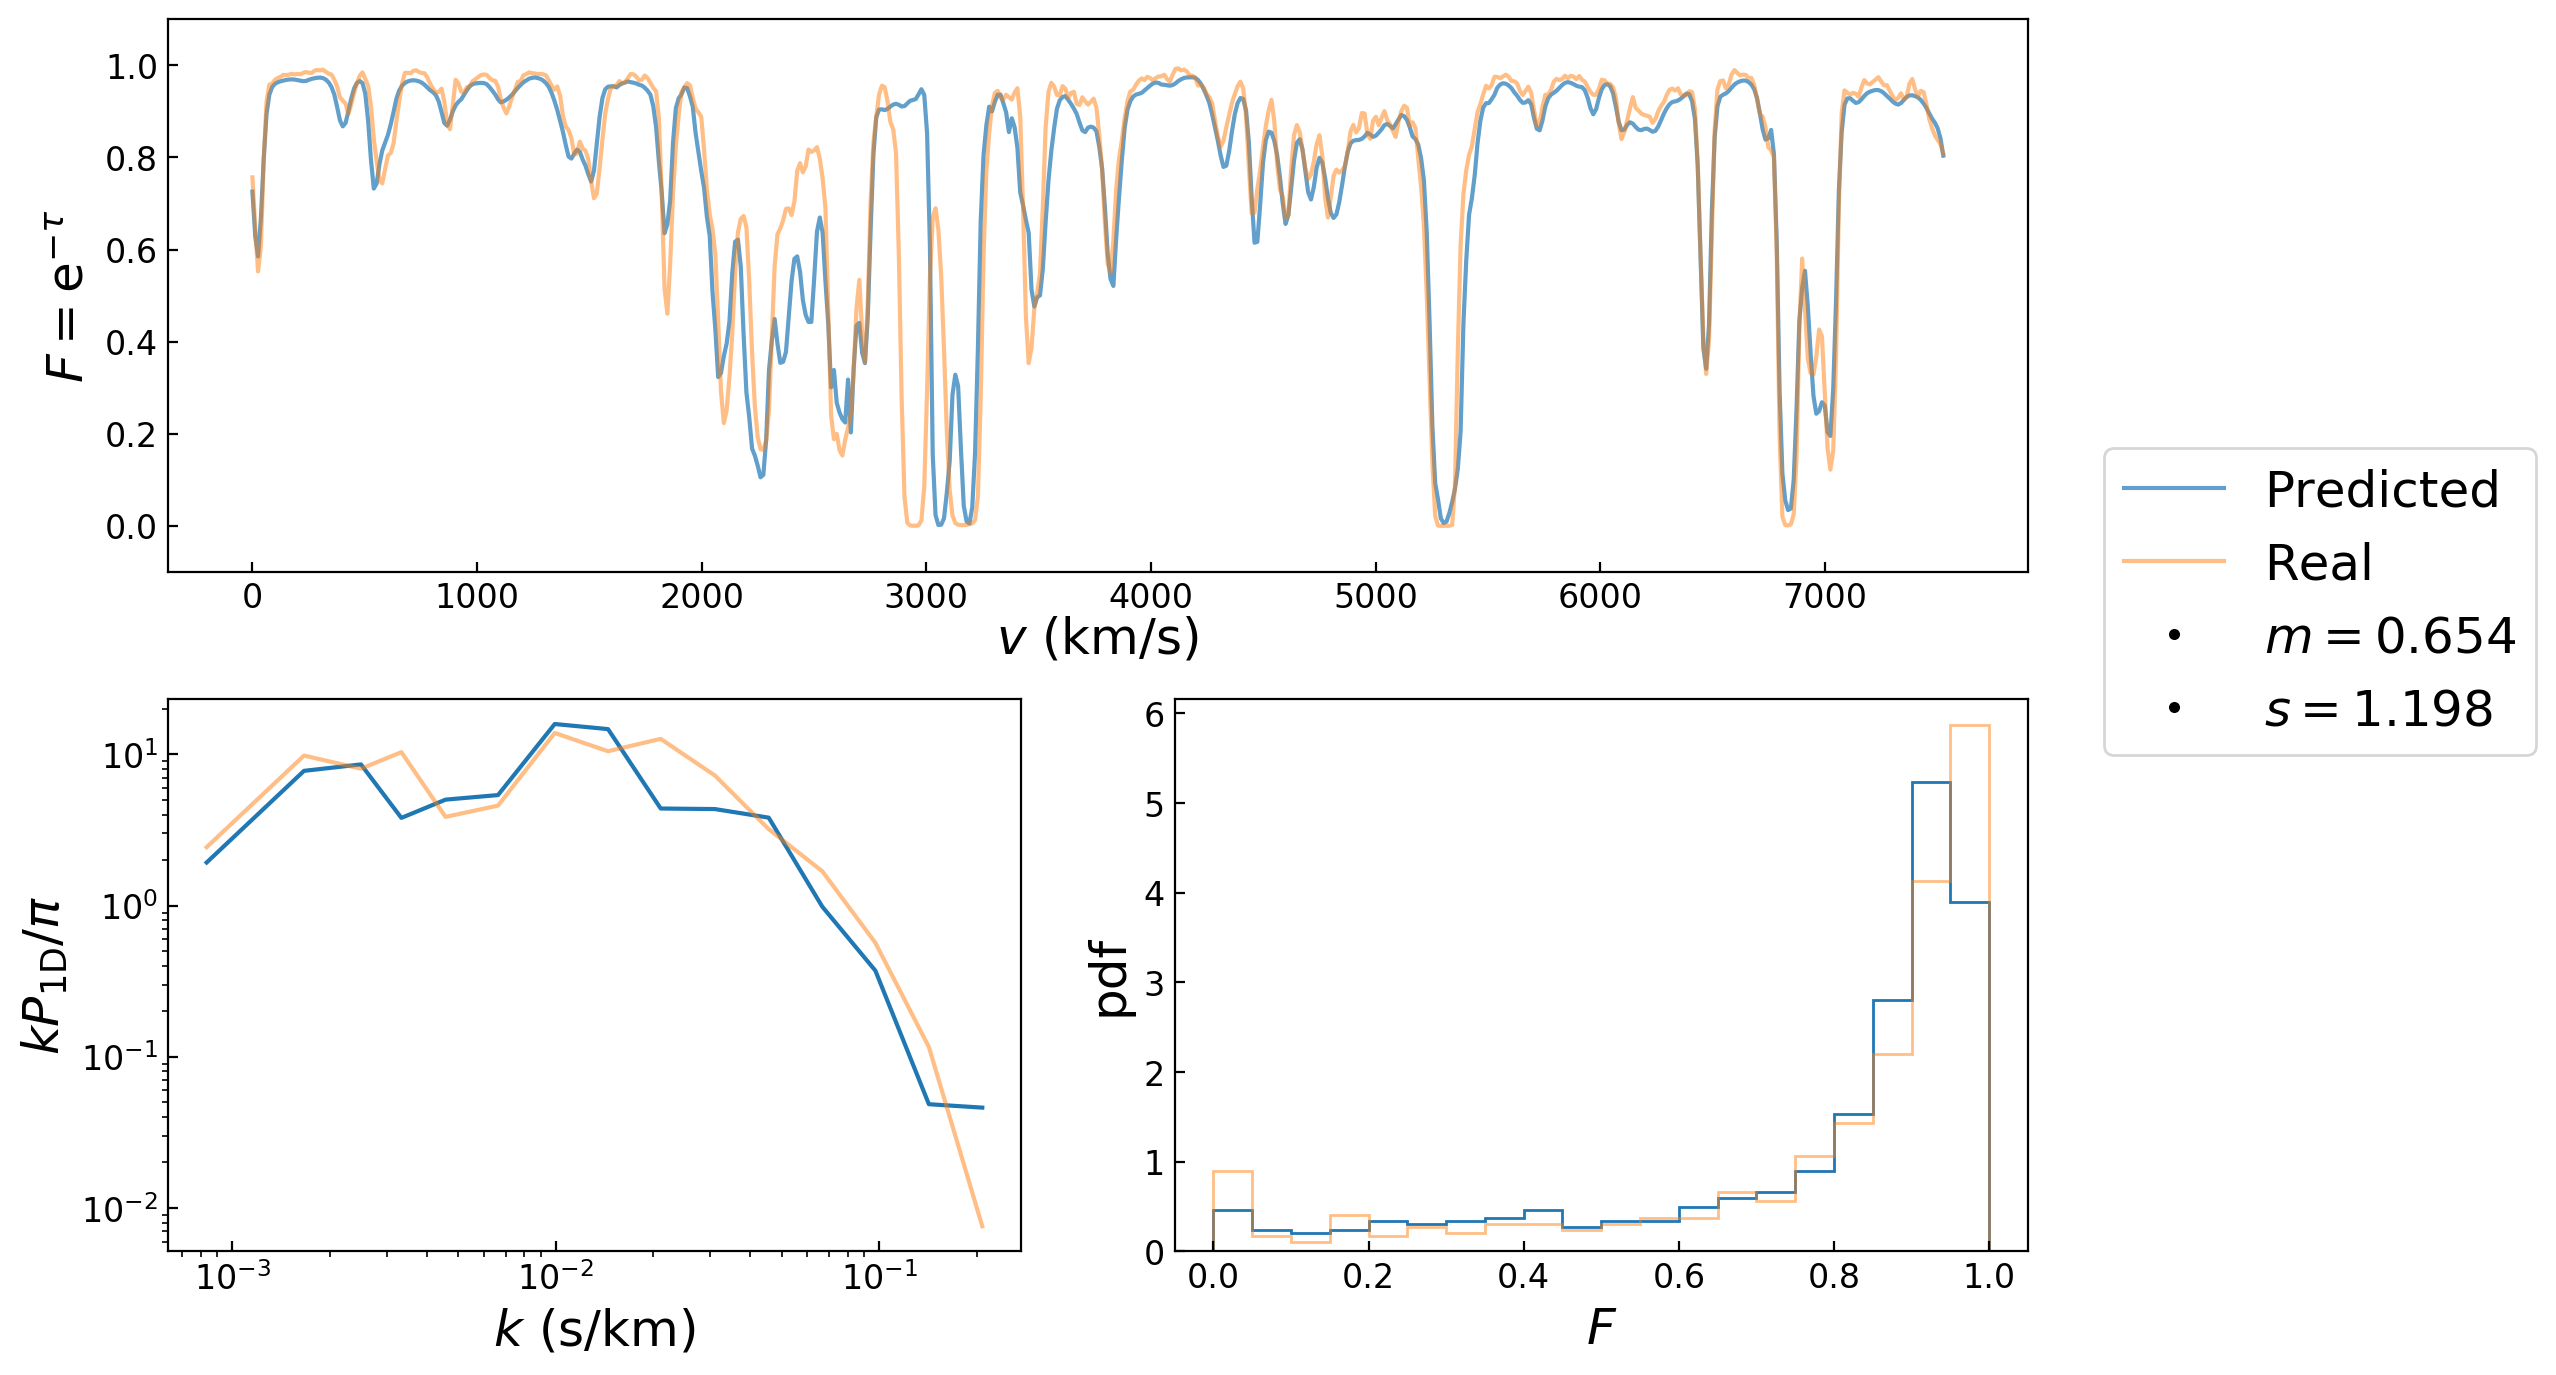 F = e^{−τ}
1.0
0.8
0.6
0.4
0.2
0.0
0 1000 2000 3000 4000 5000 6000 7000
v (km/s)
Predicted
Real
m = 0.654
s = 1.198
kP_{1D}/π
10^1
10^0
10^{−1}
10^{−2}
10^{−3} 10^{−2} 10^{−1}
k (s/km)
pdf
6
5
4
3
2
1
0
0.0 0.2 0.4 0.6 0.8 1.0
F